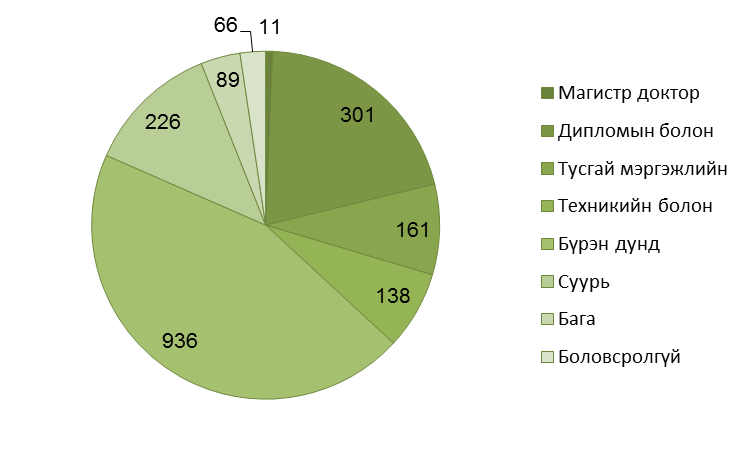 66
11
89
301
226
161
138
936
Магистр доктор
Дипломын болон
Тусгай мэргэжлийн
Техникийн болон
Бүрэн дунд
Суурь
Бага
Боловсролгүй